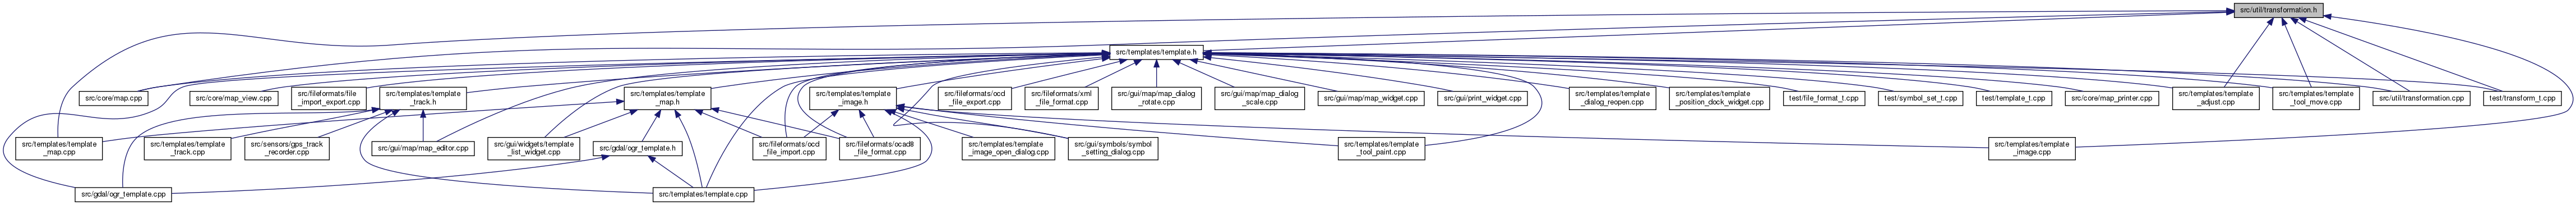 src/util/transformation.h
src/templates/template.h
src/core/map.cpp
src/core/map_view.cpp
src/fileformats/file
_import_export.cpp
src/templates/template
_track.h
src/templates/template
_map.h
src/templates/template
_image.h
src/fileformats/ocd
_file_export.cpp
src/fileformats/xml
_file_format.cpp
src/gui/map/map_dialog
_rotate.cpp
src/gui/map/map_dialog
_scale.cpp
src/gui/map/map_widget.cpp
src/gui/print_widget.cpp
src/templates/template
_dialog_reopen.cpp
src/templates/template
_position_dock_widget.cpp
test/file_format_t.cpp
test/symbol_set_t.cpp
test/template_t.cpp
src/core/map_printer.cpp
src/templates/template
_adjust.cpp
src/templates/template
_tool_move.cpp
src/util/transformation.cpp
test/transform_t.cpp
src/templates/template
_map.cpp
src/templates/template
_track.cpp
src/sensors/gps_track
_recorder.cpp
src/gui/map/map_editor.cpp
src/gui/widgets/template
_list_widget.cpp
src/gdal/ogr_template.h
src/fileformats/ocd
_file_import.cpp
src/fileformats/ocad8
_file_format.cpp
src/templates/template
_image_open_dialog.cpp
src/gui/symbols/symbol
_setting_dialog.cpp
src/templates/template
_tool_paint.cpp
src/templates/template
_image.cpp
src/gdal/ogr_template.cpp
src/templates/template.cpp